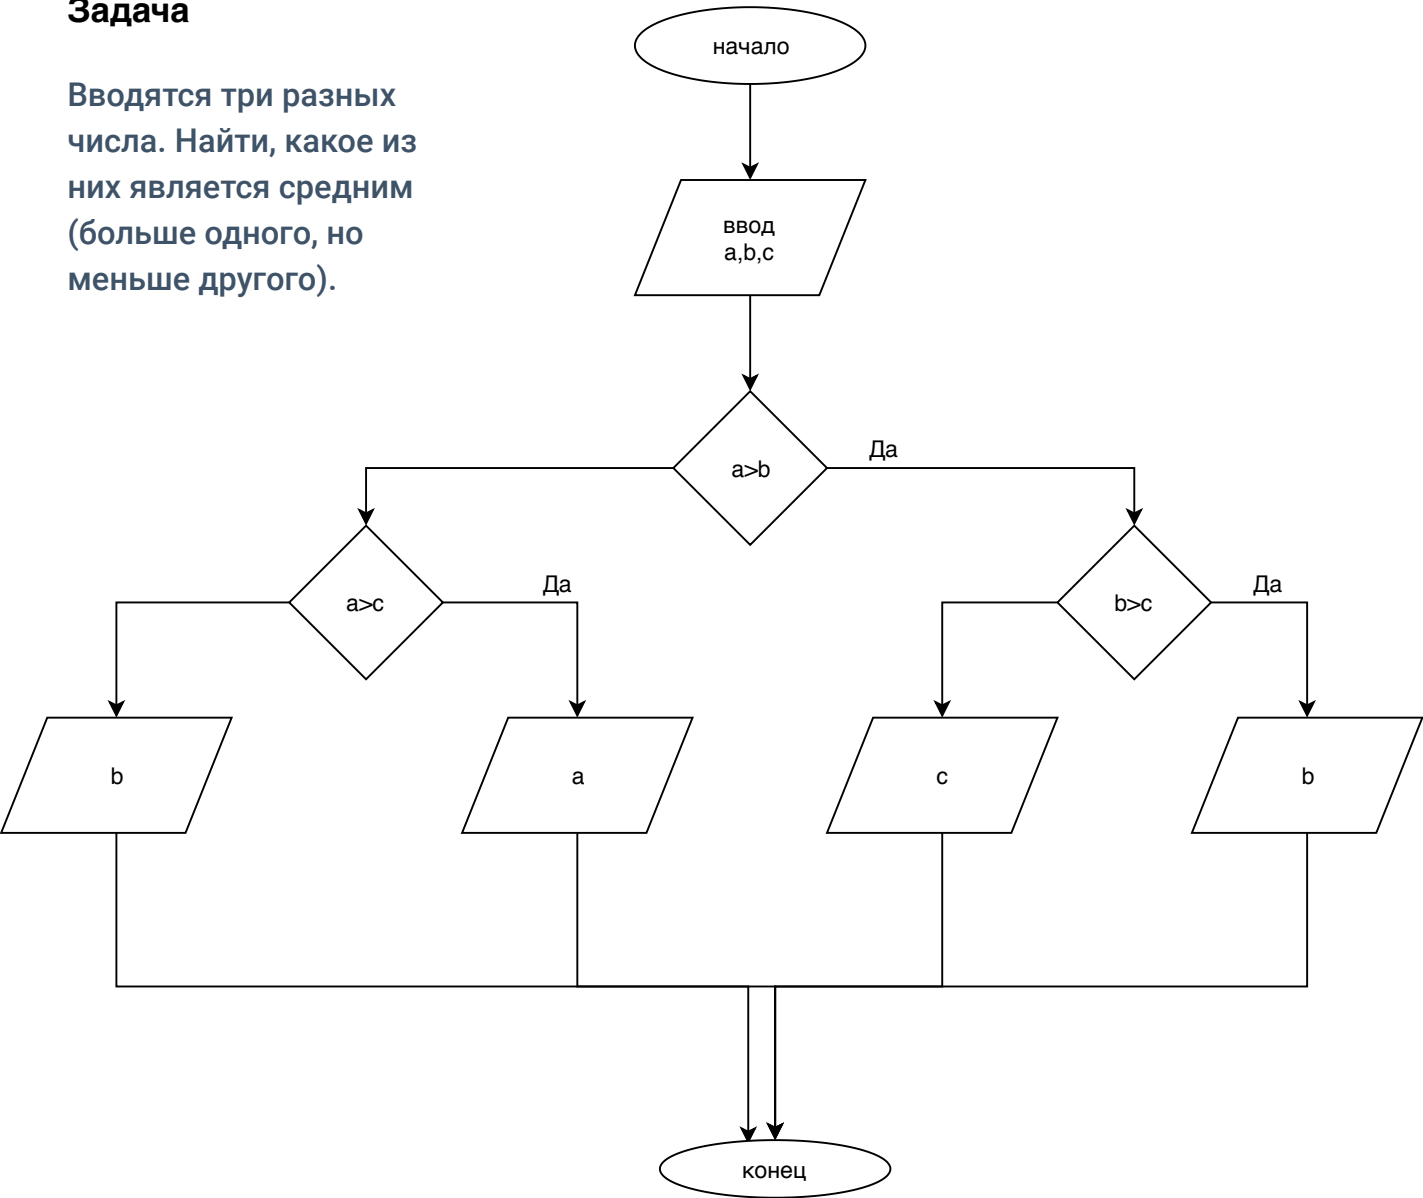 Задача
Вводятся три разных
числа. Найти, какое из
них является средним
(больше одного, но
меньше другого).
начало
ввод
a,b,c
a>b
Да
a>c
Да
b>c
Да
b
a
c
b
конец